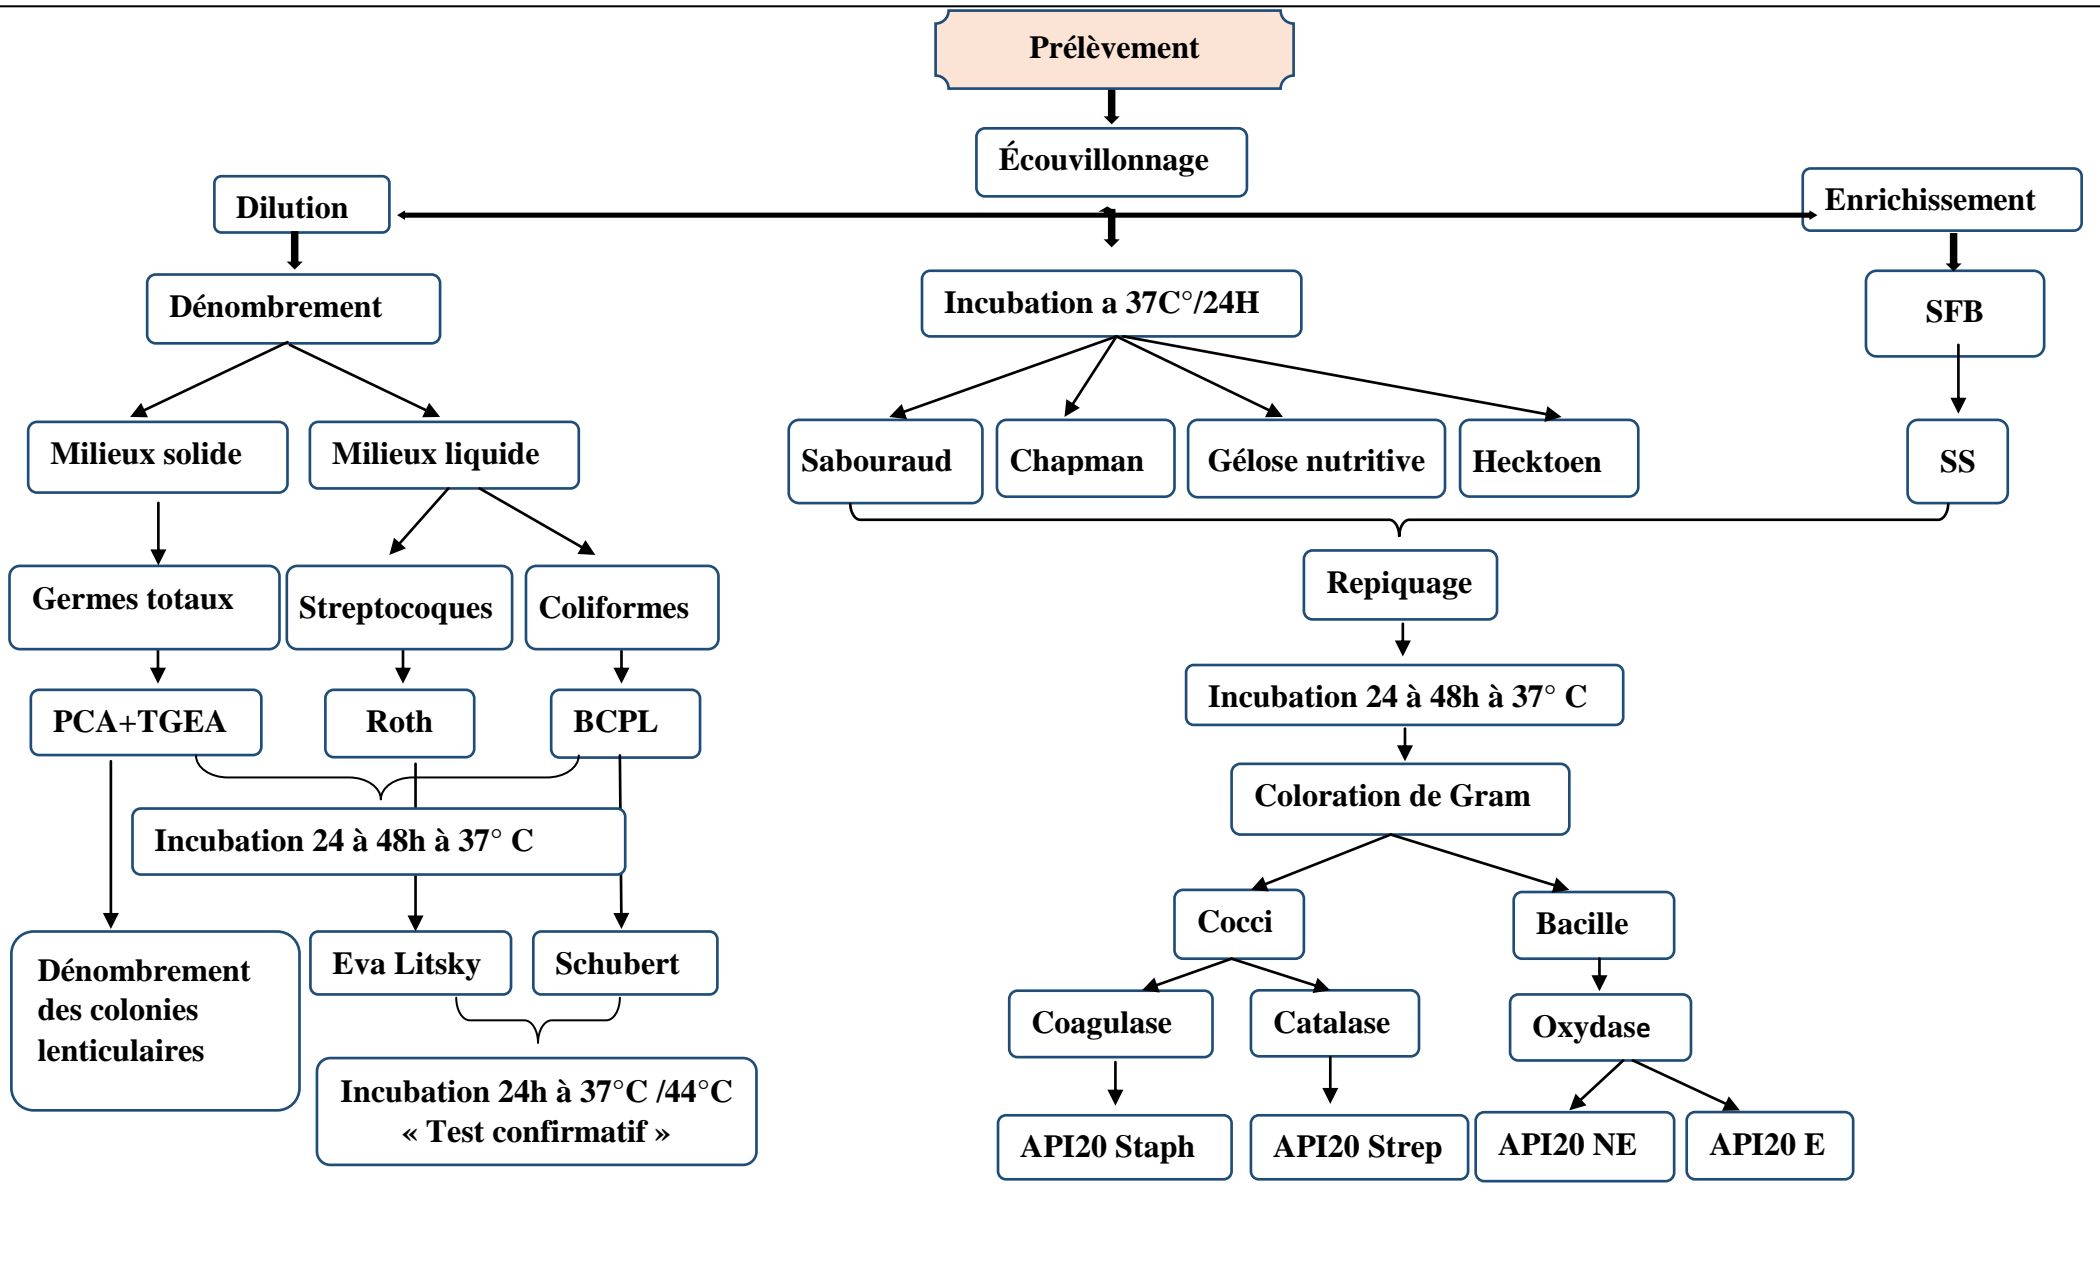 Prélèvement
Écouvillonnage
Dilution
Enrichissement
Dénombrement
Incubation a 37C°/24H
SFB
Milieux solide
Milieux liquide
Sabouraud
Chapman
Gélose nutritive
Hecktoen
SS
Germes totaux
Streptocoques
Coliformes
Repiquage
PCA+TGEA
Roth
BCPL
Incubation 24 à 48h à 37° C
Incubation 24 à 48h à 37° C
Coloration de Gram
Cocci
Bacille
Dénombrement
des colonies
lenticulaires
Eva Litsky
Schubert
Coagulase
Catalase
Oxydase
Incubation 24h à 37°C /44°C
« Test confirmatif »
API20 Staph
API20 Strep
API20 NE
API20 E